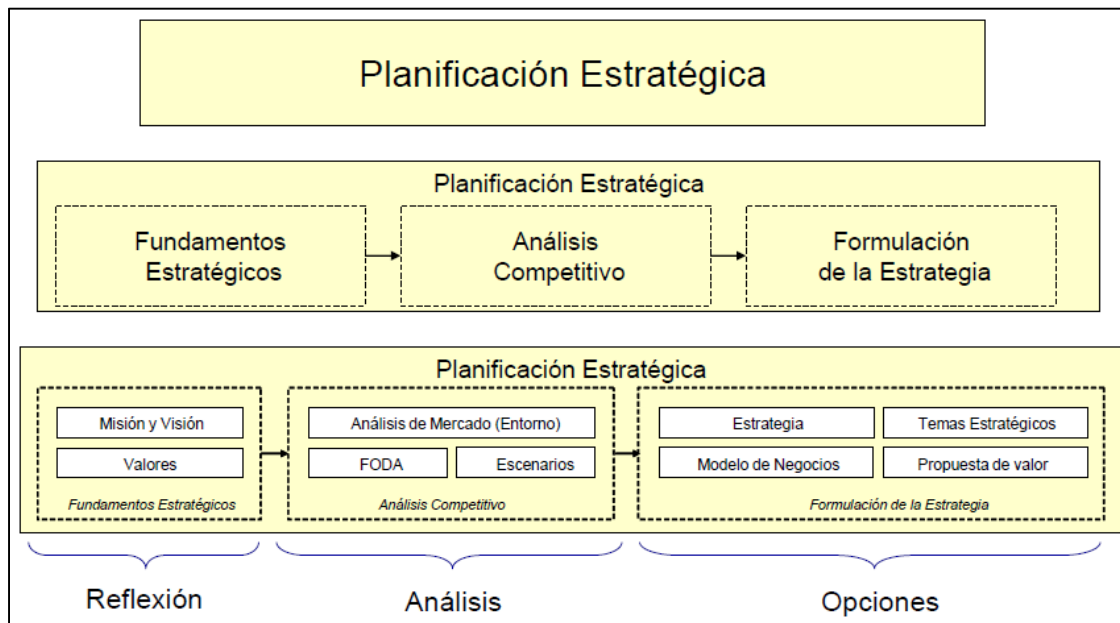 Planificación Estratégica
Planificación Estratégica
Fundamentos
Estratégicos
Análisis
Competitivo
Formulación
de la Estrategia
Planificación Estratégica
Misión y Visión
Valores
Fundamentos Estratégicos
Análisis de Mercado (Entorno)
FODA
Escenarios
Análisis Competitivo
Estrategia
Temas Estratégicos
Modelo de Negocios
Propuesta de valor
Formulación de la Estrategia
Reflexión
Análisis
Opciones